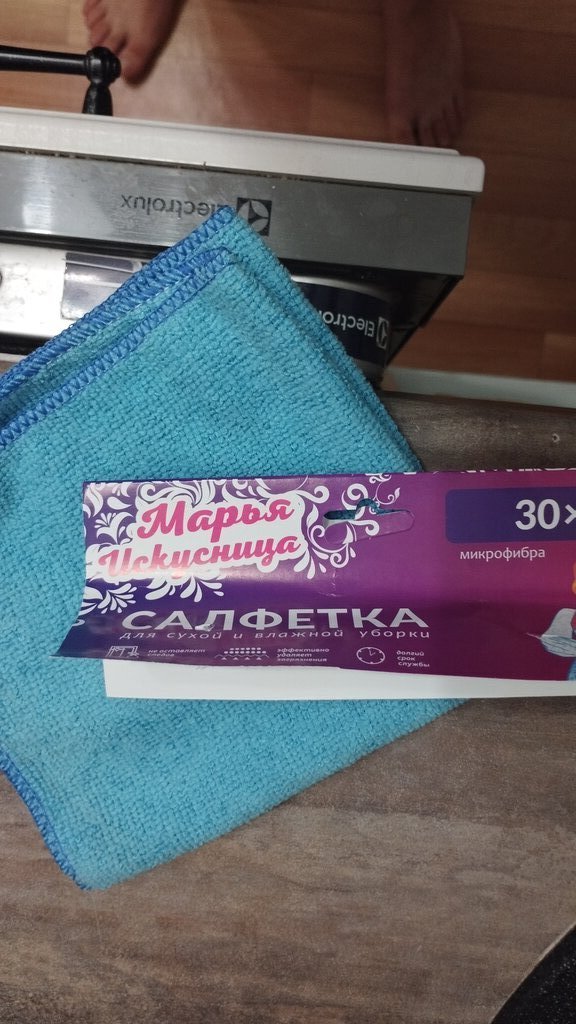 Electrolux
Electro
Марья
Искусница
30×
микрофибра
САЛФЕТКА
для сухой и влажной уборки
не оставляет
следов
эффективно
удаляет
загрязнения
долгий
срок
службы